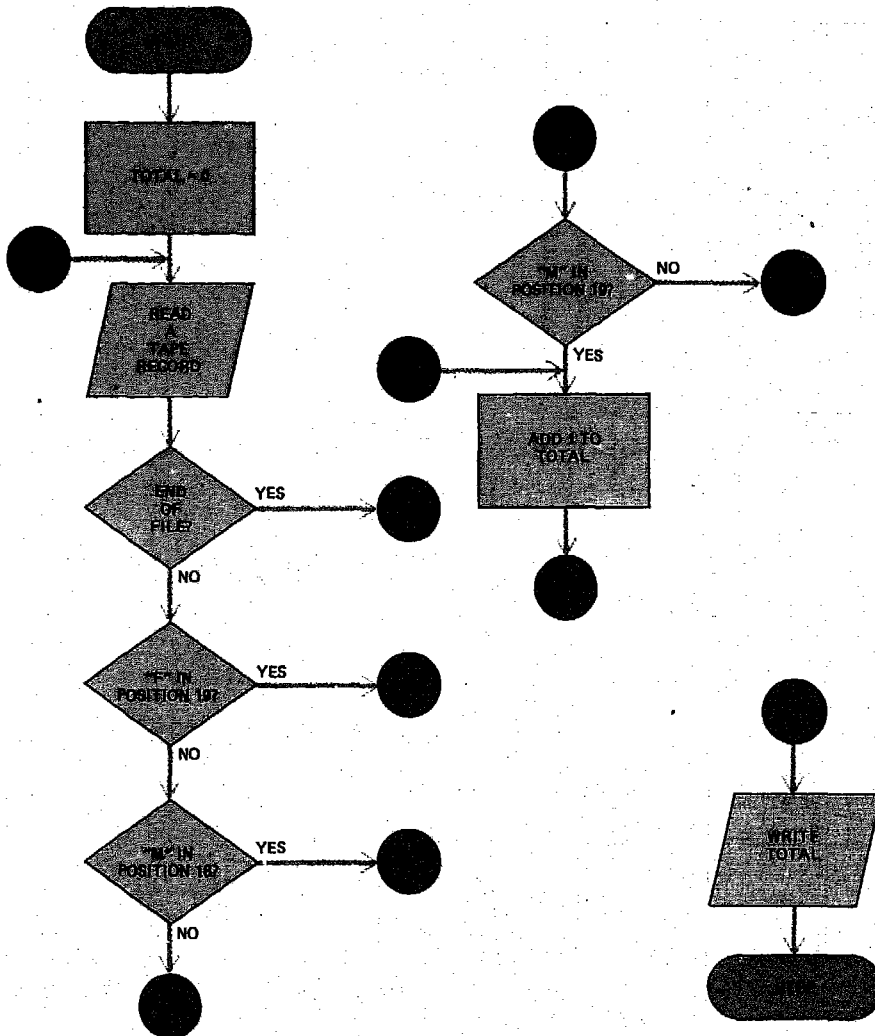 TOTAL = 0
READ
A
TAPE
RECORD
END
OF
FILE?
YES
NO
"F" IN
POSITION 10?
YES
NO
"M" IN
POSITION
YES
NO
"M" IN
POSITION 10?
NO
YES
ADD 1 TO
TOTAL
WRITE
TOTAL